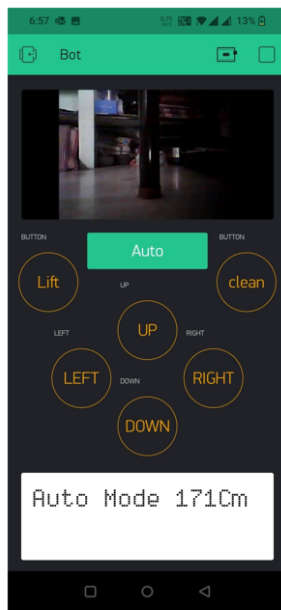 6:57 13%
Bot
BUTTON BUTTON
Auto
Lift clean
UP
UP
LEFT RIGHT
LEFT RIGHT
DOWN
DOWN
Auto Mode 171Cm